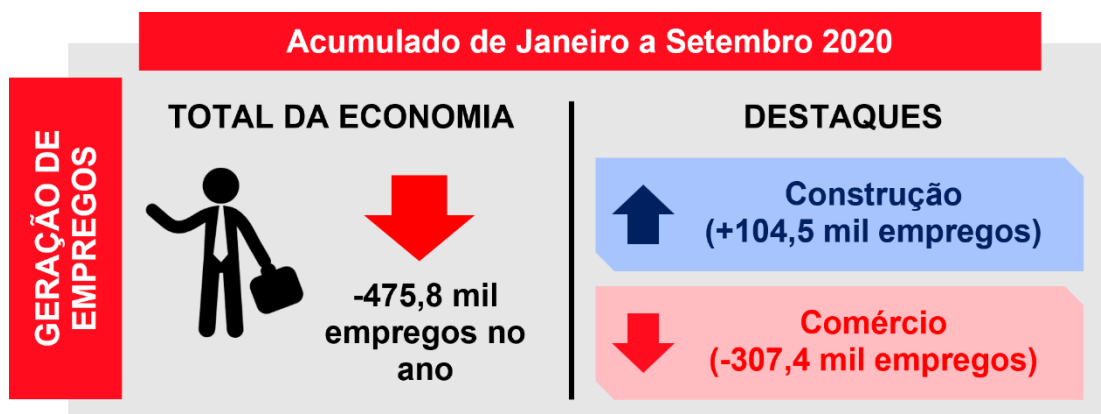 Acumulado de Janeiro a Setembro 2020
GERAÇÃO DE
EMPREGOS
TOTAL DA ECONOMIA
-475,8 mil
empregos no
ano
DESTAQUES
Construção
(+104,5 mil empregos)
Comércio
(-307,4 mil empregos)